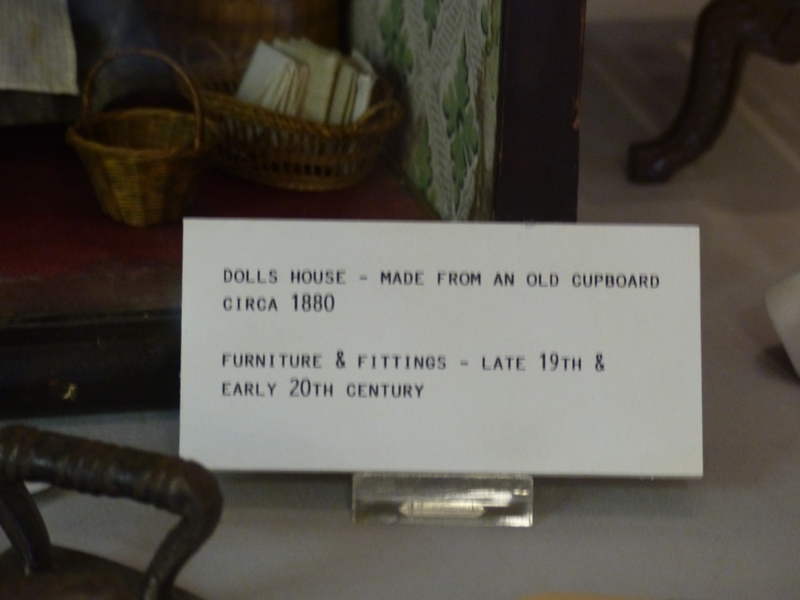 DOLLS HOUSE - MADE FROM AN OLD CUPBOARD
CIRCA 1880
FURNITURE & FITTINGS - LATE 19TH &
EARLY 20TH CENTURY